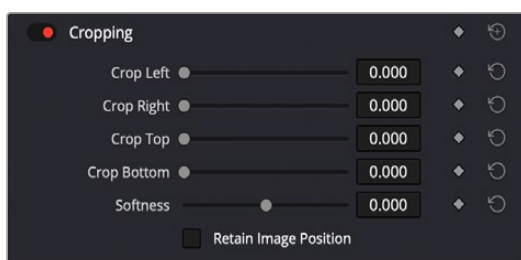 Cropping
Crop Left 0.000
Crop Right 0.000
Crop Top 0.000
Crop Bottom 0.000
Softness 0.000
Retain Image Position